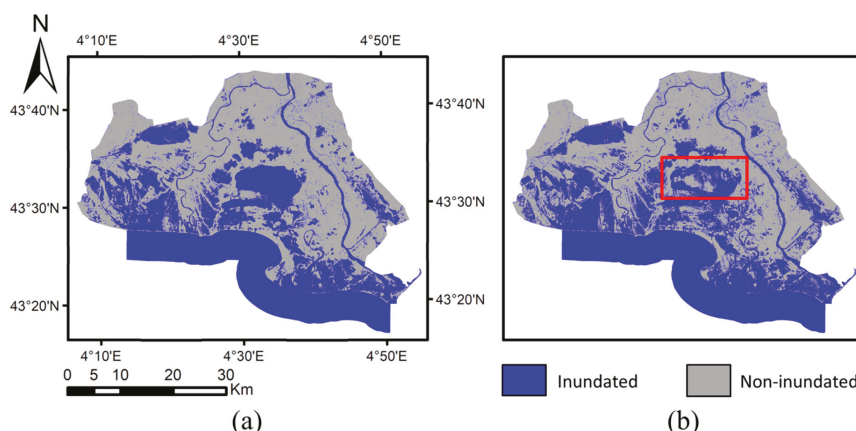 N
4°10'E 4°30'E 4°50'E
43°40'N 43°40'N
43°30'N 43°30'N
43°20'N 43°20'N
4°10'E 4°30'E 4°50'E
0 5 10 20 30
Km
Inundated Non-inundated
(a) (b)